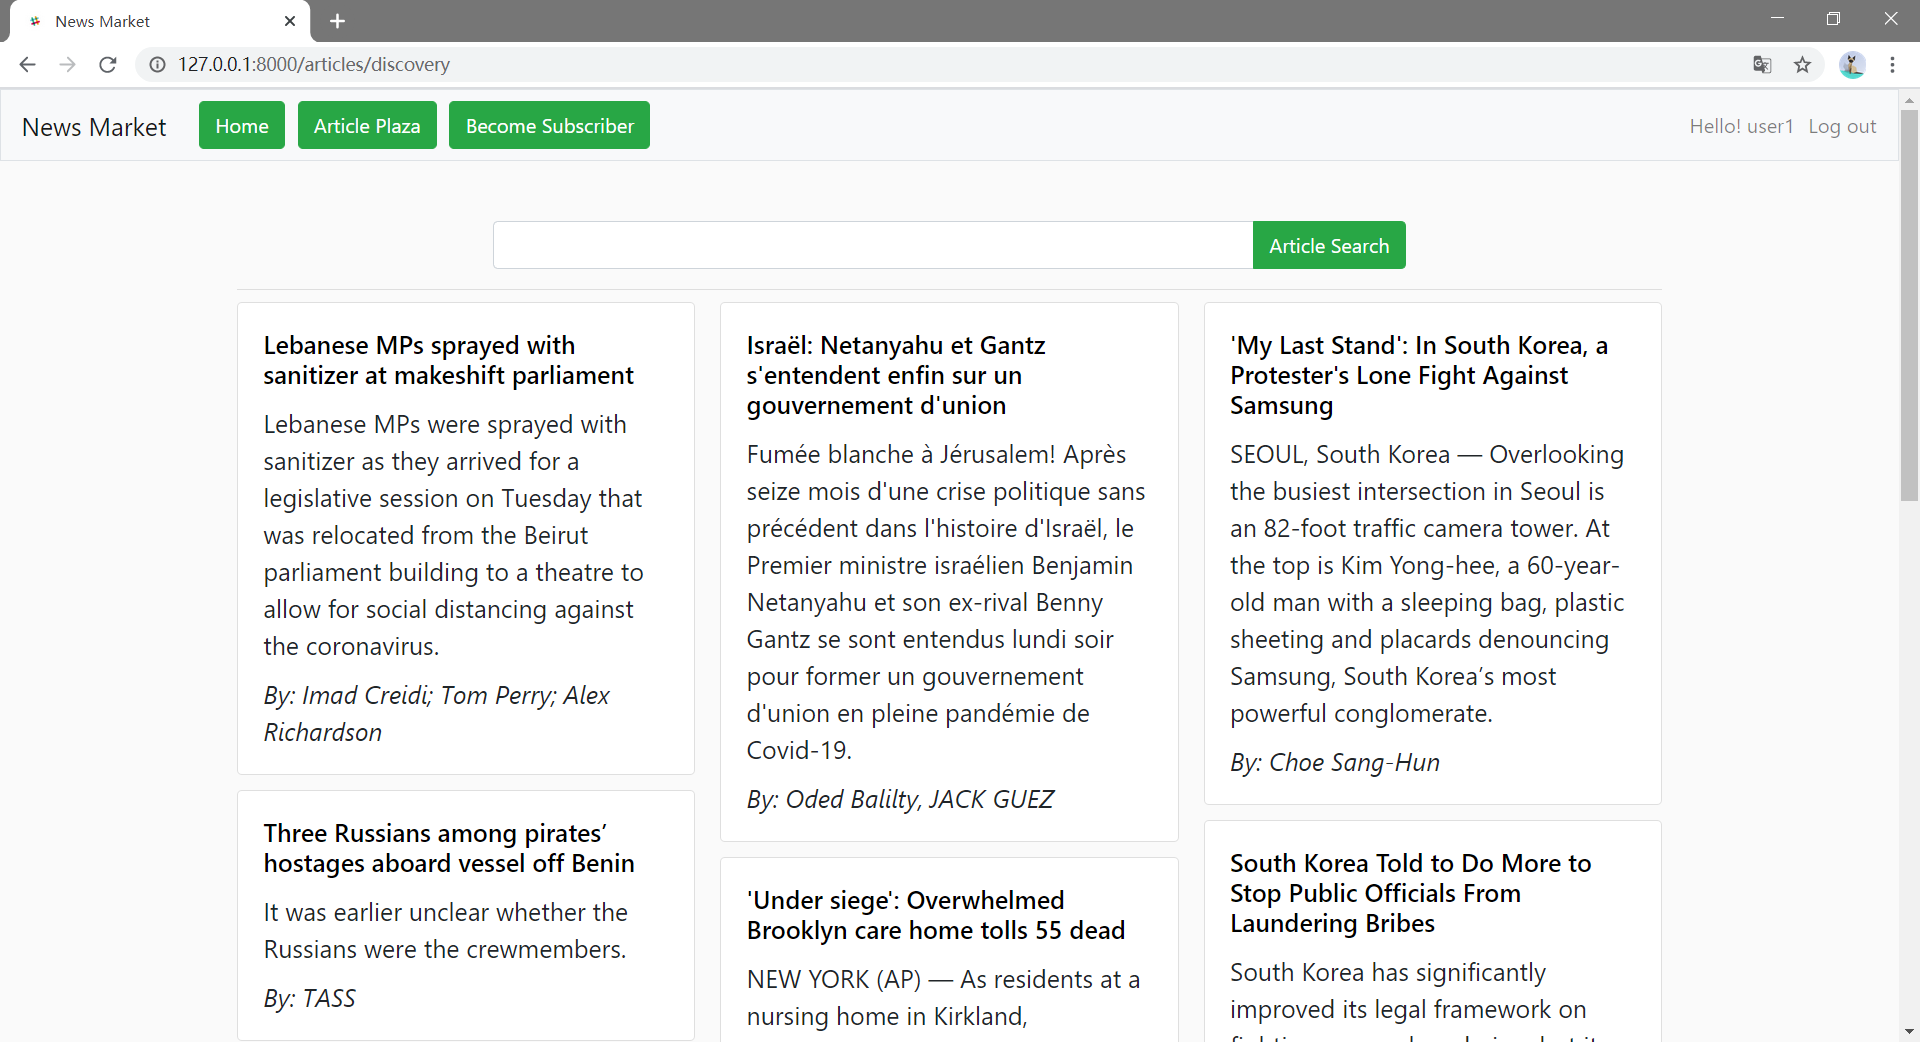 News Market
127.0.0.1:8000/articles/discovery
News Market
Home
Article Plaza
Become Subscriber
Hello! user1
Log out
Article Search
Lebanese MPs sprayed with
sanitizer at makeshift parliament
Lebanese MPs were sprayed with
sanitizer as they arrived for a
legislative session on Tuesday that
was relocated from the Beirut
parliament building to a theatre to
allow for social distancing against
the coronavirus.
By: Imad Creidi; Tom Perry; Alex
Richardson
Three Russians among pirates’
hostages aboard vessel off Benin
It was earlier unclear whether the
Russians were the crewmembers.
By: TASS
Israël: Netanyahu et Gantz
s'entendent enfin sur un
gouvernement d'union
Fumée blanche à Jérusalem! Après
seize mois d'une crise politique sans
précédent dans l'histoire d'Israël, le
Premier ministre israélien Benjamin
Netanyahu et son ex-rival Benny
Gantz se sont entendus lundi soir
pour former un gouvernement
d'union en pleine pandémie de
Covid-19.
By: Oded Balilty, JACK GUEZ
'Under siege': Overwhelmed
Brooklyn care home tolls 55 dead
NEW YORK (AP) — As residents at a
nursing home in Kirkland,
'My Last Stand': In South Korea, a
Protester's Lone Fight Against
Samsung
SEOUL, South Korea — Overlooking
the busiest intersection in Seoul is
an 82-foot traffic camera tower. At
the top is Kim Yong-hee, a 60-year-
old man with a sleeping bag, plastic
sheeting and placards denouncing
Samsung, South Korea’s most
powerful conglomerate.
By: Choe Sang-Hun
South Korea Told to Do More to
Stop Public Officials From
Laundering Bribes
South Korea has significantly
improved its legal framework on